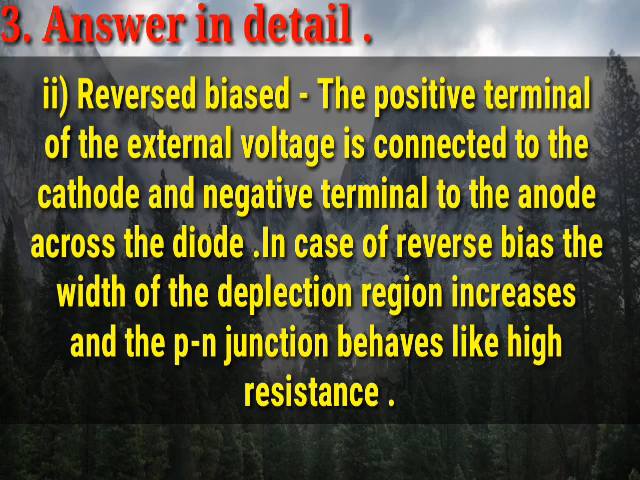 3. Answer in detail .
ii) Reversed biased - The positive terminal
of the external voltage is connected to the
cathode and negative terminal to the anode
across the diode .In case of reverse bias the
width of the deplection region increases
and the p-n junction behaves like high
resistance .